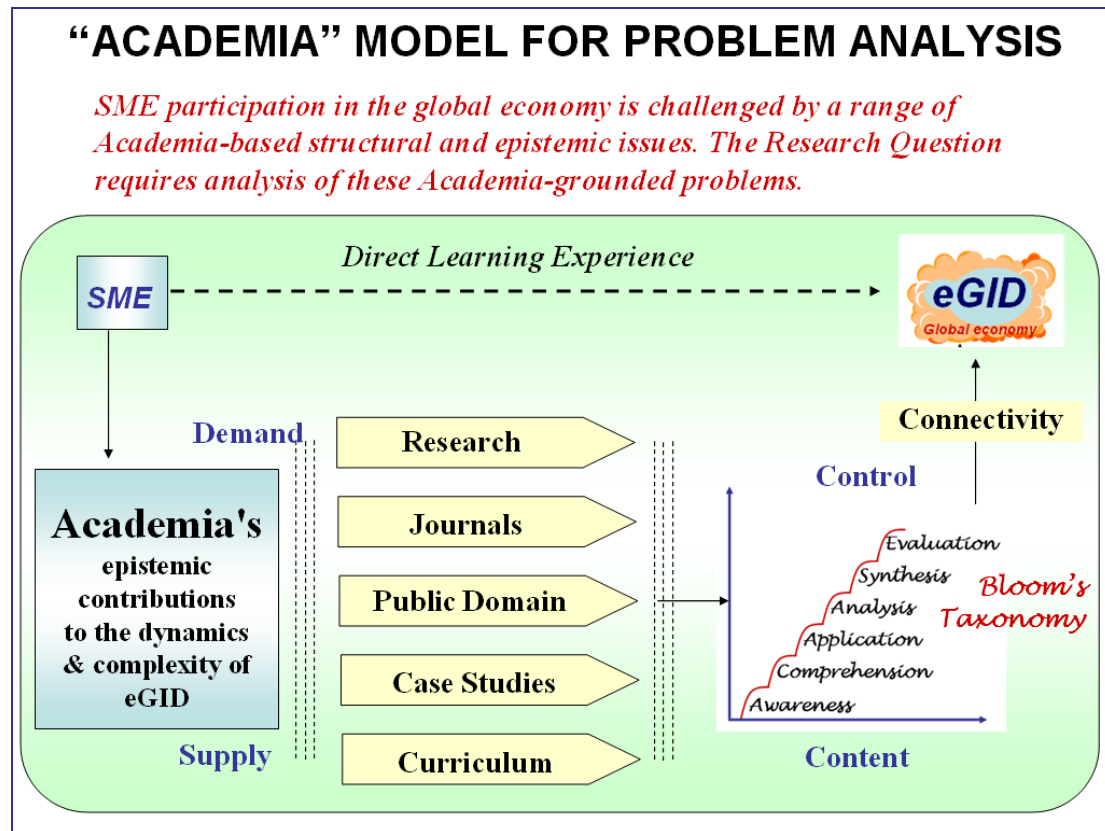 “ACADEMIA” MODEL FOR PROBLEM ANALYSIS
SME participation in the global economy is challenged by a range of
Academia-based structural and epistemic issues. The Research Question
requires analysis of these Academia-grounded problems.
Direct Learning Experience
SME
eGID
Global economy
Connectivity
Demand
Research
Control
Academia's
epistemic
contributions
to the dynamics
& complexity of
eGID
Journals
Public Domain
Case Studies
Curriculum
Supply
Evaluation
Synthesis
Analysis
Application
Comprehension
Awareness
Bloom's
Taxonomy
Content